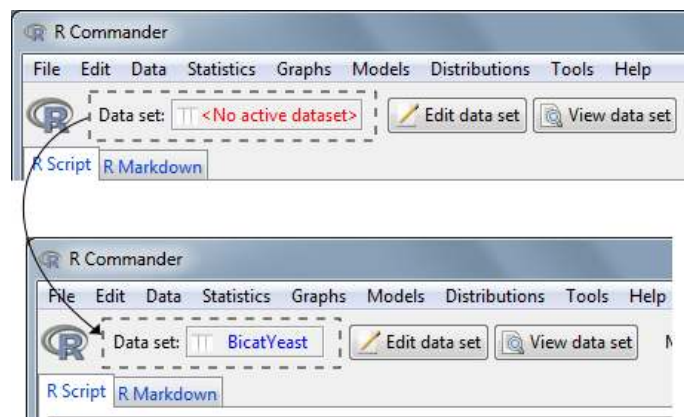 R Commander
File Edit Data Statistics Graphs Models Distributions Tools Help
R Data set: <No active dataset> Edit data set View data set
R Script R Markdown
R Commander
File Edit Data Statistics Graphs Models Distributions Tools Help
R Data set: BicatYeast Edit data set View data set
R Script R Markdown